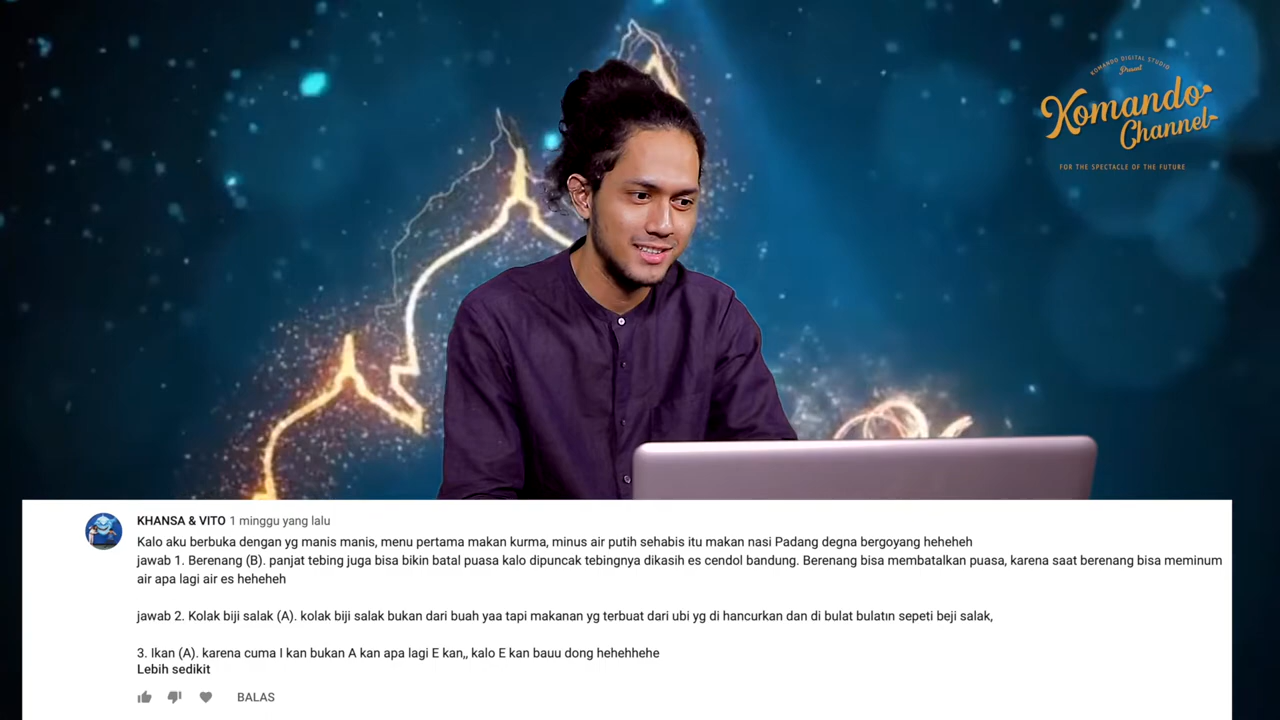 KOMANDO DIGITAL STUDIO
Present
Komando
Channel
FOR THE SPECTACLE OF THE FUTURE
KHANSA & VITO 1 minggu yang lalu
Kalo aku berbuka dengan yg manis manis, menu pertama makan kurma, minus air putih sehabis itu makan nasi Padang degna bergoyang heheheh
jawab 1. Berenang (B). panjat tebing juga bisa bikin batal puasa kalo dipuncak tebingnya dikasih es cendol bandung. Berenang bisa membatalkan puasa, karena saat berenang bisa meminum
air apa lagi air es heheheh
jawab 2. Kolak biji salak (A). kolak biji salak bukan dari buah yaa tapi makanan yg terbuat dari ubi yg di hancurkan dan di bulat bulatın sepeti beji salak,
3. Ikan (A). karena cuma I kan bukan A kan apa lagi E kan,, kalo E kan bauu dong hehehhehe
Lebih sedikit
BALAS